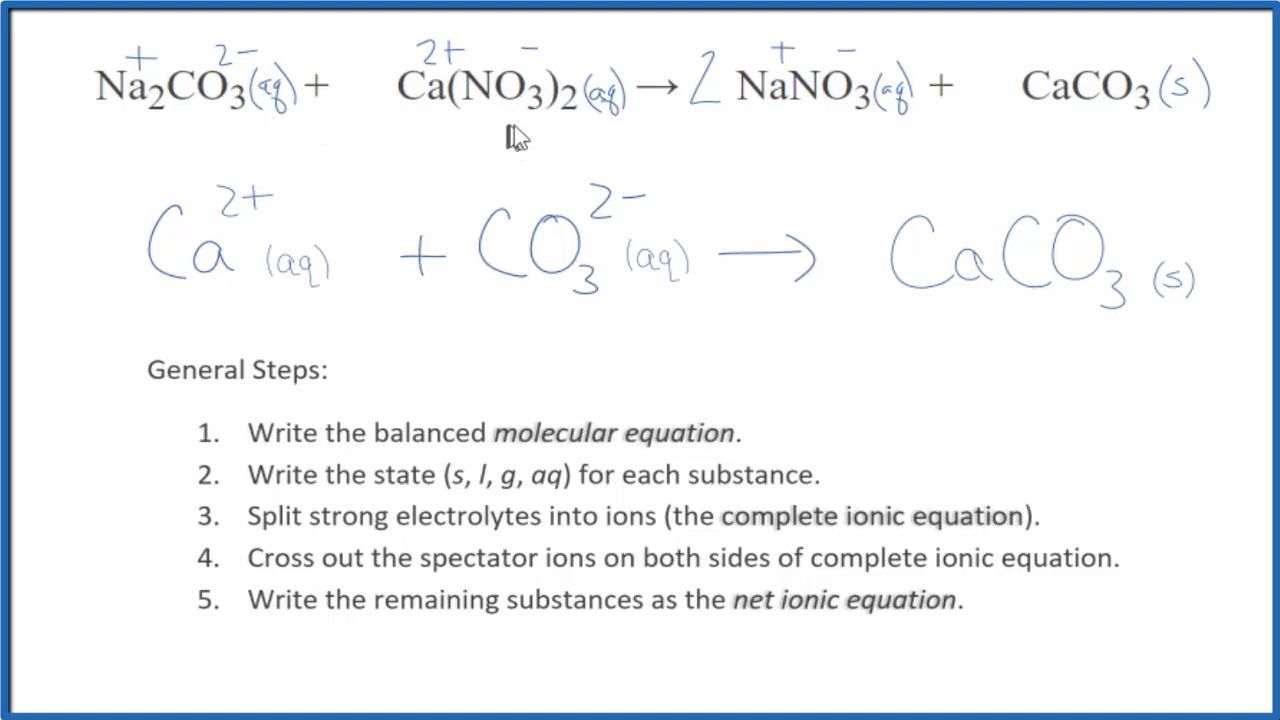 + 2- 2+ - + -
Na₂CO₃(aq) + Ca(NO₃)₂(aq) → 2 NaNO₃(aq) + CaCO₃(s)
Ca²⁺(aq) + CO₃²⁻(aq) → CaCO₃(s)
General Steps:
1. Write the balanced molecular equation.
2. Write the state (s, l, g, aq) for each substance.
3. Split strong electrolytes into ions (the complete ionic equation).
4. Cross out the spectator ions on both sides of complete ionic equation.
5. Write the remaining substances as the net ionic equation.